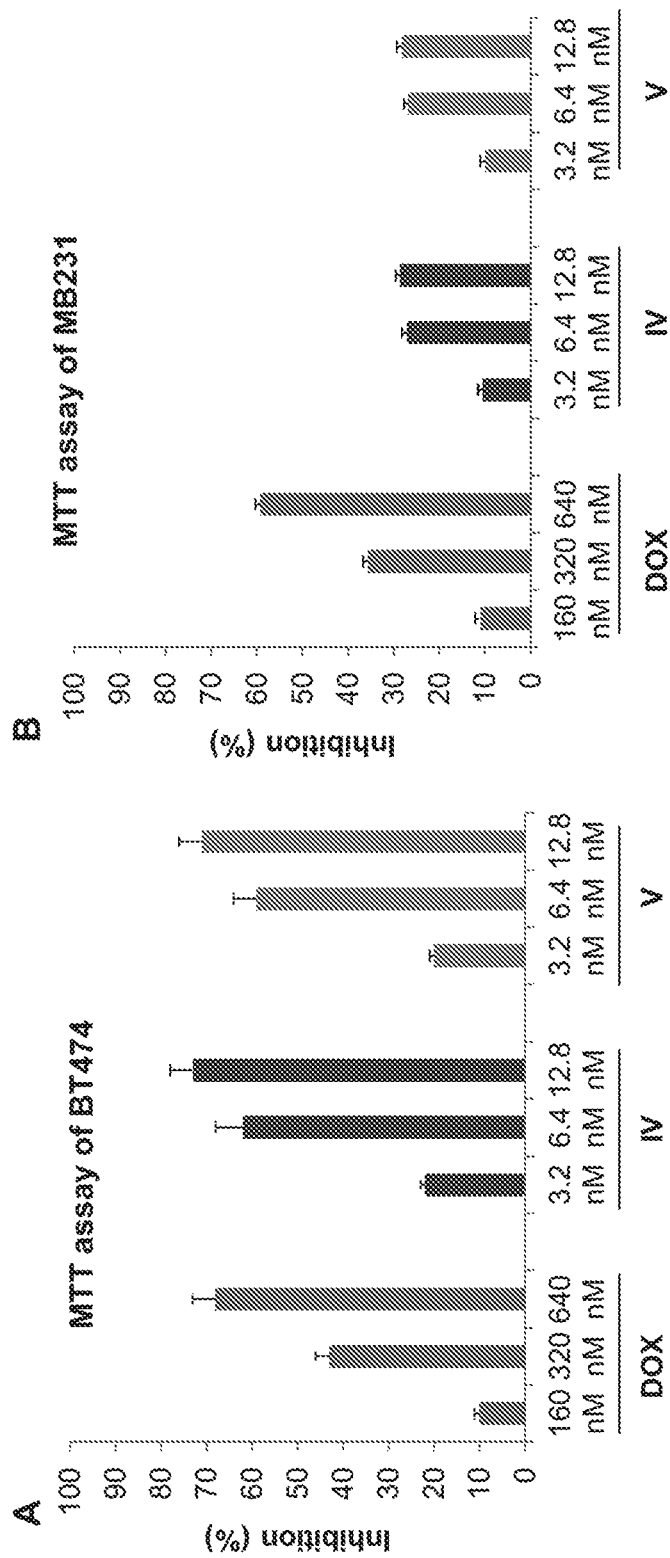 A
MTT assay of BT474
Inhibition (%)
100
90
80
70
60
50
40
30
20
10
0
160 320 640 3.2 6.4 12.8 3.2 6.4 12.8
nM nM nM nM nM nM nM nM nM
DOX IV V
B
MTT assay of MB231
Inhibition (%)
100
90
80
70
60
50
40
30
20
10
0
160 320 640 3.2 6.4 12.8 3.2 6.4 12.8
nM nM nM nM nM nM nM nM nM
DOX IV V